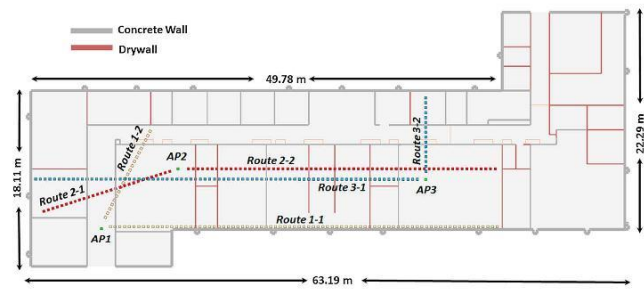 Concrete Wall
Drywall
49.78 m
Route 1-2
AP2
Route 2-2
Route 3-2
22.29 m
18.11 m
Route 2-1
Route 3-1
AP3
Route 1-1
AP1
63.19 m